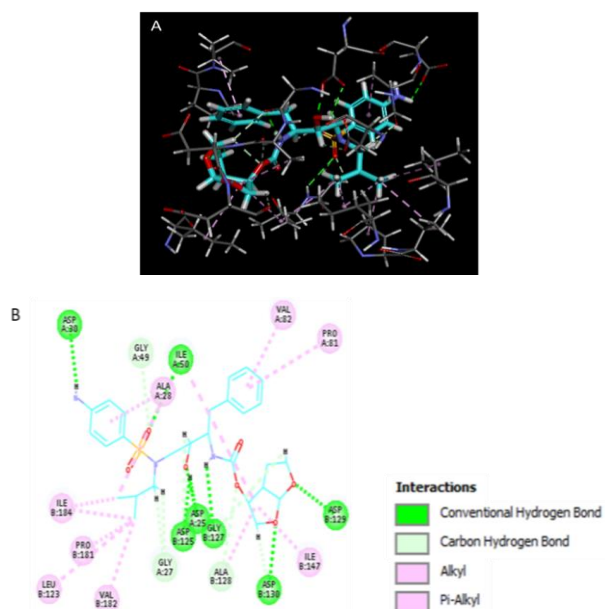 A
B
ASP
A:30
GLY
A:49
ILE
A:50
VAL
A:82
PRO
A:81
ALA
A:28
H
O
O
N
N
H
O
H
H
H
O
O
H
O
O
H
ILE
B:184
PRO
B:181
LEU
B:123
VAL
B:182
GLY
A:27
ASP
B:125
ASP
A:25
GLY
B:127
ALA
B:128
ASP
B:130
ILE
B:147
ASP
B:129
Interactions
Conventional Hydrogen Bond
Carbon Hydrogen Bond
Alkyl
Pi-Alkyl